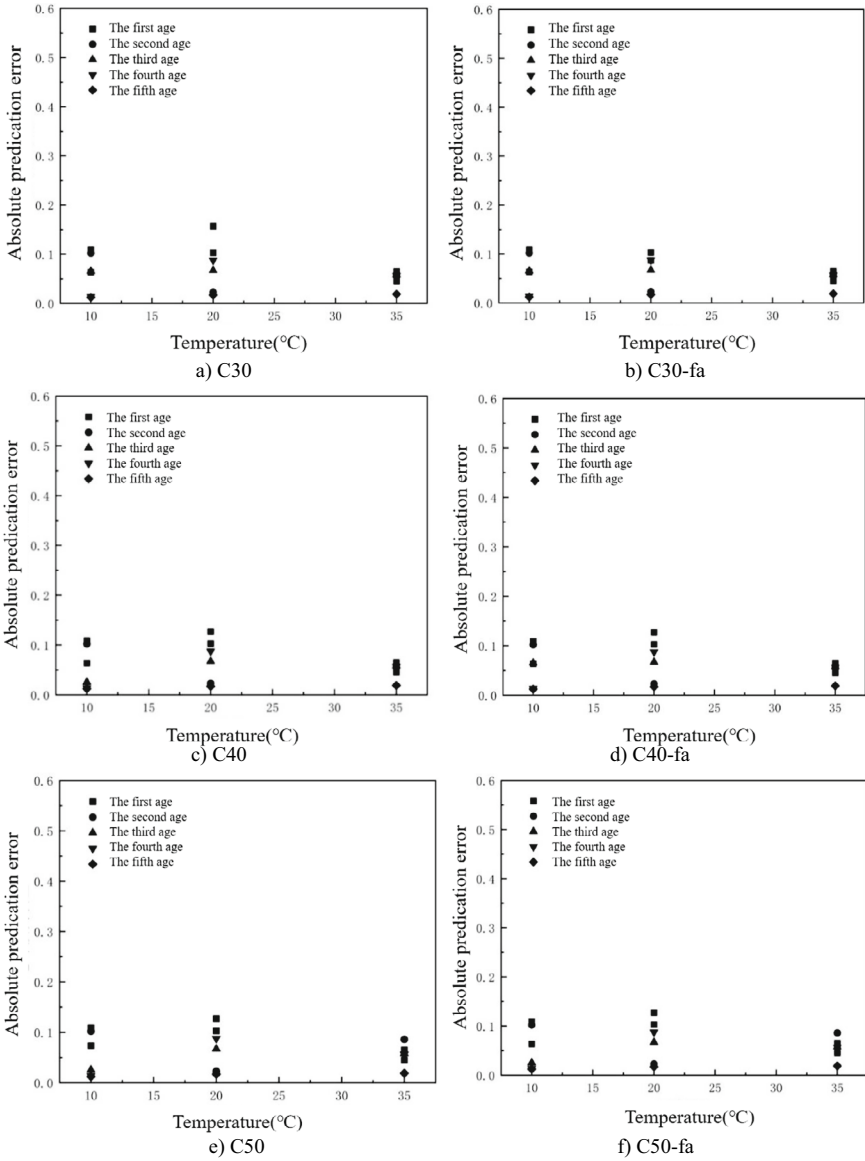 0.6
0.5
0.4
0.3
0.2
0.1
0.0
Absolute predication error
The first age
The second age
The third age
The fourth age
The fifth age
10 15 20 25 30 35
Temperature(°C)
a) C30
0.6
0.5
0.4
0.3
0.2
0.1
0.0
Absolute predication error
The first age
The second age
The third age
The fourth age
The fifth age
10 15 20 25 30 35
Temperature(°C)
b) C30-fa
0.6
0.5
0.4
0.3
0.2
0.1
0.0
Absolute predication error
The first age
The second age
The third age
The fourth age
The fifth age
10 15 20 25 30 35
Temperature(°C)
c) C40
0.6
0.5
0.4
0.3
0.2
0.1
0.0
Absolute predication error
The first age
The second age
The third age
The fourth age
The fifth age
10 15 20 25 30 35
Temperature(°C)
d) C40-fa
0.6
0.5
0.4
0.3
0.2
0.1
0.0
Absolute predication error
The first age
The second age
The third age
The fourth age
The fifth age
10 15 20 25 30 35
Temperature(°C)
e) C50
0.6
0.5
0.4
0.3
0.2
0.1
0.0
Absolute predication error
The first age
The second age
The third age
The fourth age
The fifth age
10 15 20 25 30 35
Temperature(°C)
f) C50-fa